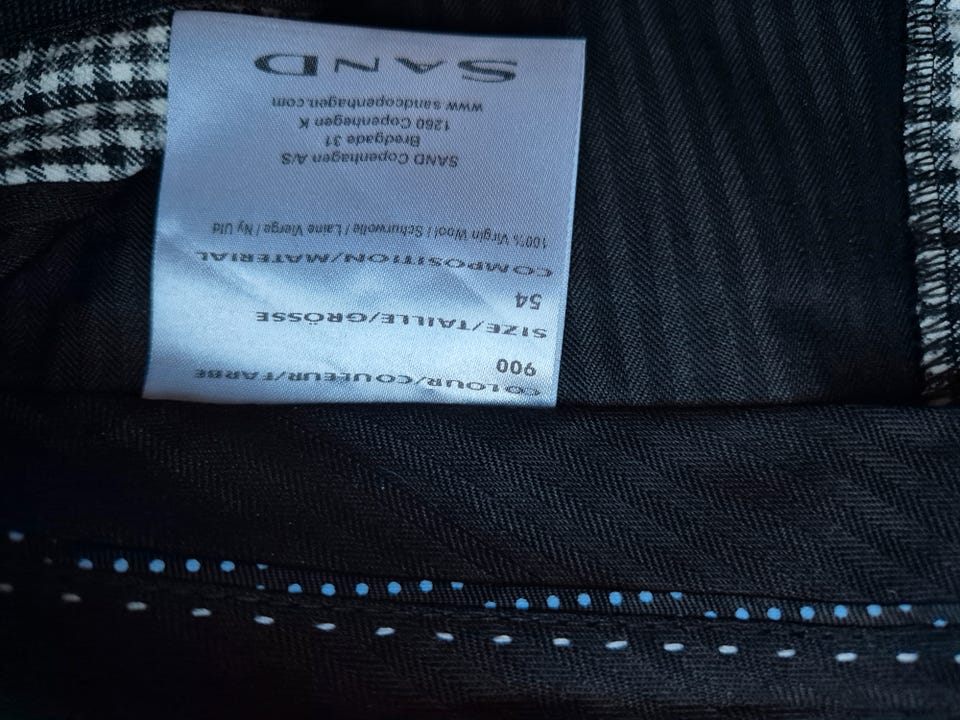 COLOUR/COULEUR/FARBE
900
SIZE/TAILLE/GRÖSSE
54
COMPOSITION/MATERIAL
100% Virgin Wool / Schurwolle / Laine Vierge / Ny Uld
SAND Copenhagen A/S
Bredgade 31
1260 Copenhegen K
www.sandcopenhagen.com
SAND